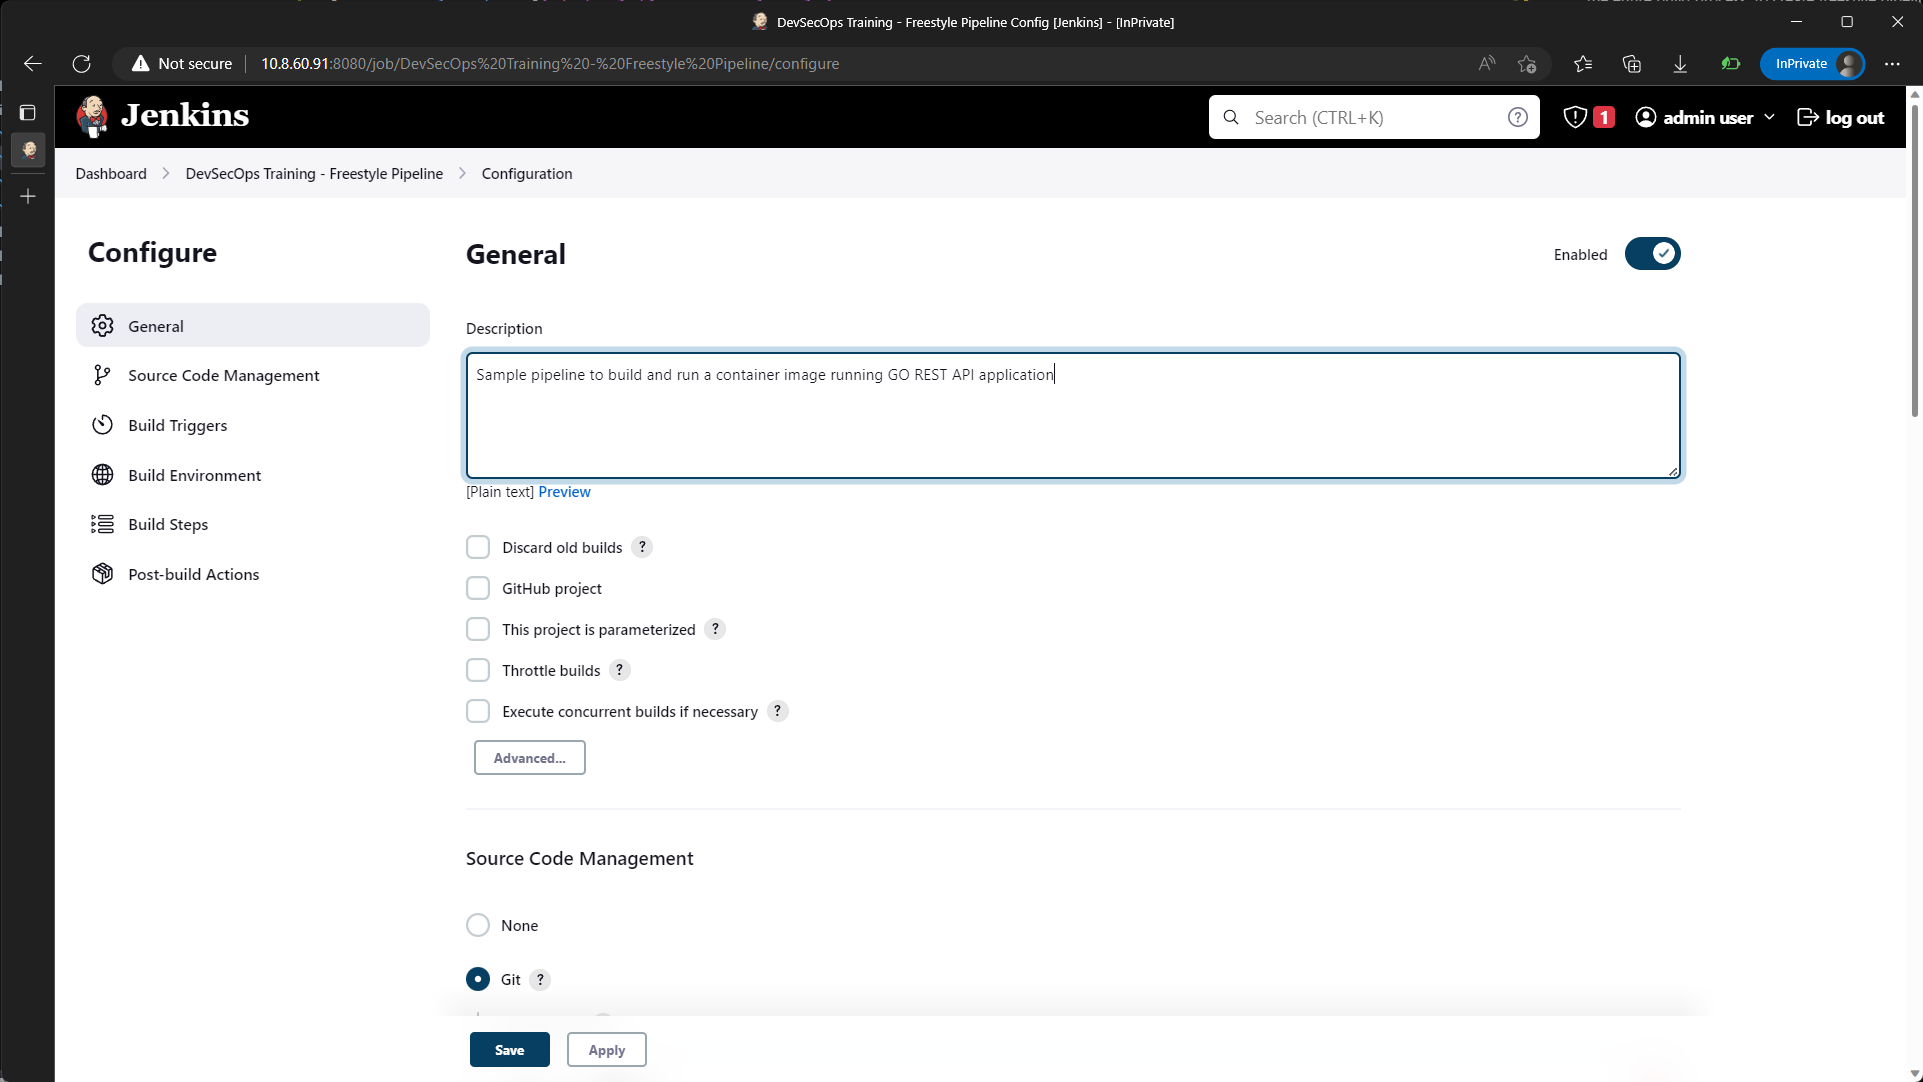 DevSecOps Training - Freestyle Pipeline Config [Jenkins] - [InPrivate]
Not secure
10.8.60.91:8080/job/DevSecOps%20Training%20-%20Freestyle%20Pipeline/configure
InPrivate
Jenkins
Search (CTRL+K)
?
1
admin user
log out
Dashboard
DevSecOps Training - Freestyle Pipeline
Configuration
Configure
General
Source Code Management
Build Triggers
Build Environment
Build Steps
Post-build Actions
General
Enabled
Description
Sample pipeline to build and run a container image running GO REST API application
[Plain text] Preview
Discard old builds ?
GitHub project
This project is parameterized ?
Throttle builds ?
Execute concurrent builds if necessary ?
Advanced...
Source Code Management
None
Git ?
Save
Apply